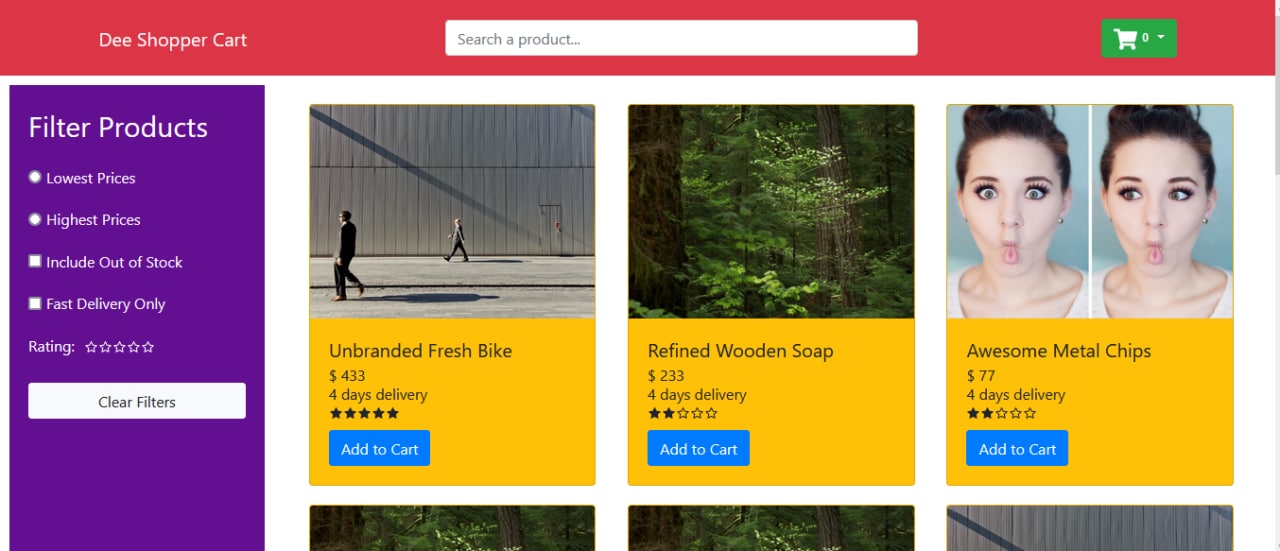 Dee Shopper Cart
Search a product...
0
Filter Products
Lowest Prices
Highest Prices
Include Out of Stock
Fast Delivery Only
Rating:
Clear Filters
Unbranded Fresh Bike
$ 433
4 days delivery
Add to Cart
Refined Wooden Soap
$ 233
4 days delivery
Add to Cart
Awesome Metal Chips
$ 77
4 days delivery
Add to Cart